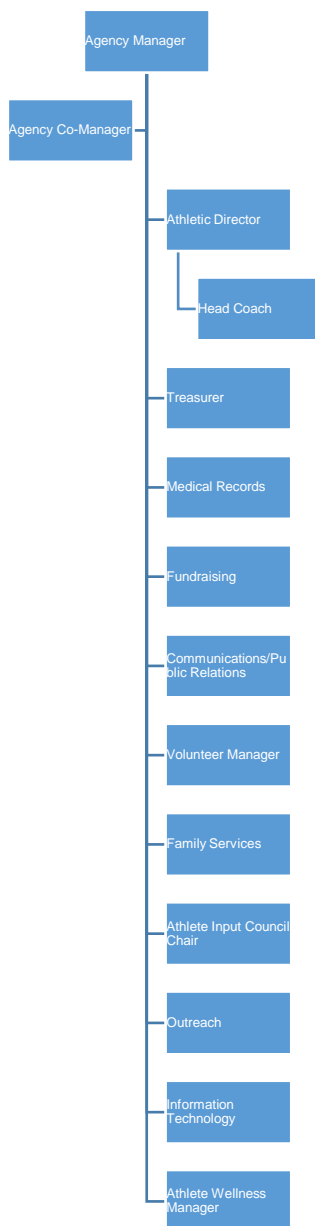 Agency Manager
Agency Co-Manager
Athletic Director
Head Coach
Treasurer
Medical Records
Fundraising
Communications/Pu
blic Relations
Volunteer Manager
Family Services
Athlete Input Council
Chair
Outreach
Information
Technology
Athlete Wellness
Manager